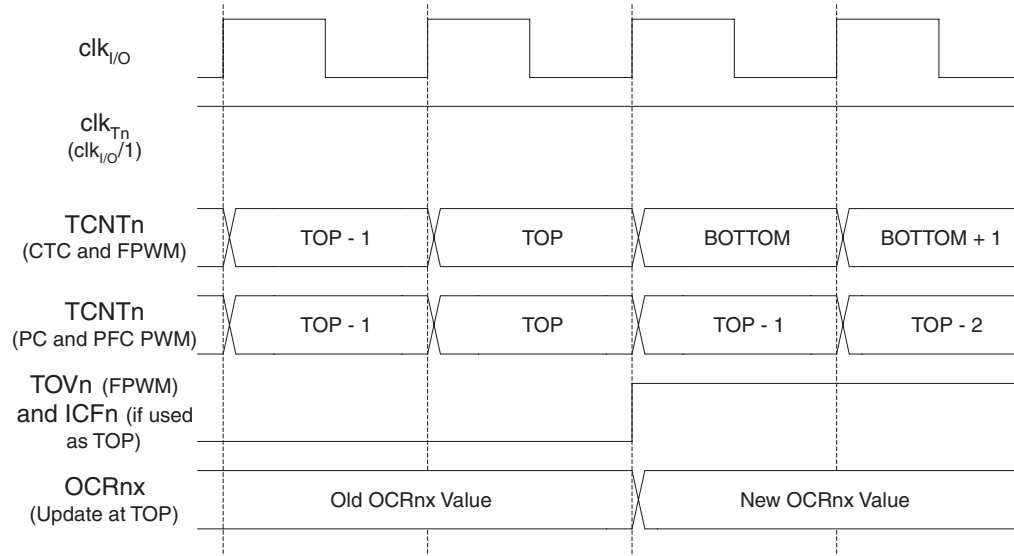 clkI/O
clkTn
(clkI/O/1)
TCNTn
(CTC and FPWM)
TOP - 1
TOP
BOTTOM
BOTTOM + 1
TCNTn
(PC and PFC PWM)
TOP - 1
TOP
TOP - 1
TOP - 2
TOVn (FPWM)
and ICFn (if used
as TOP)
OCRnx
(Update at TOP)
Old OCRnx Value
New OCRnx Value